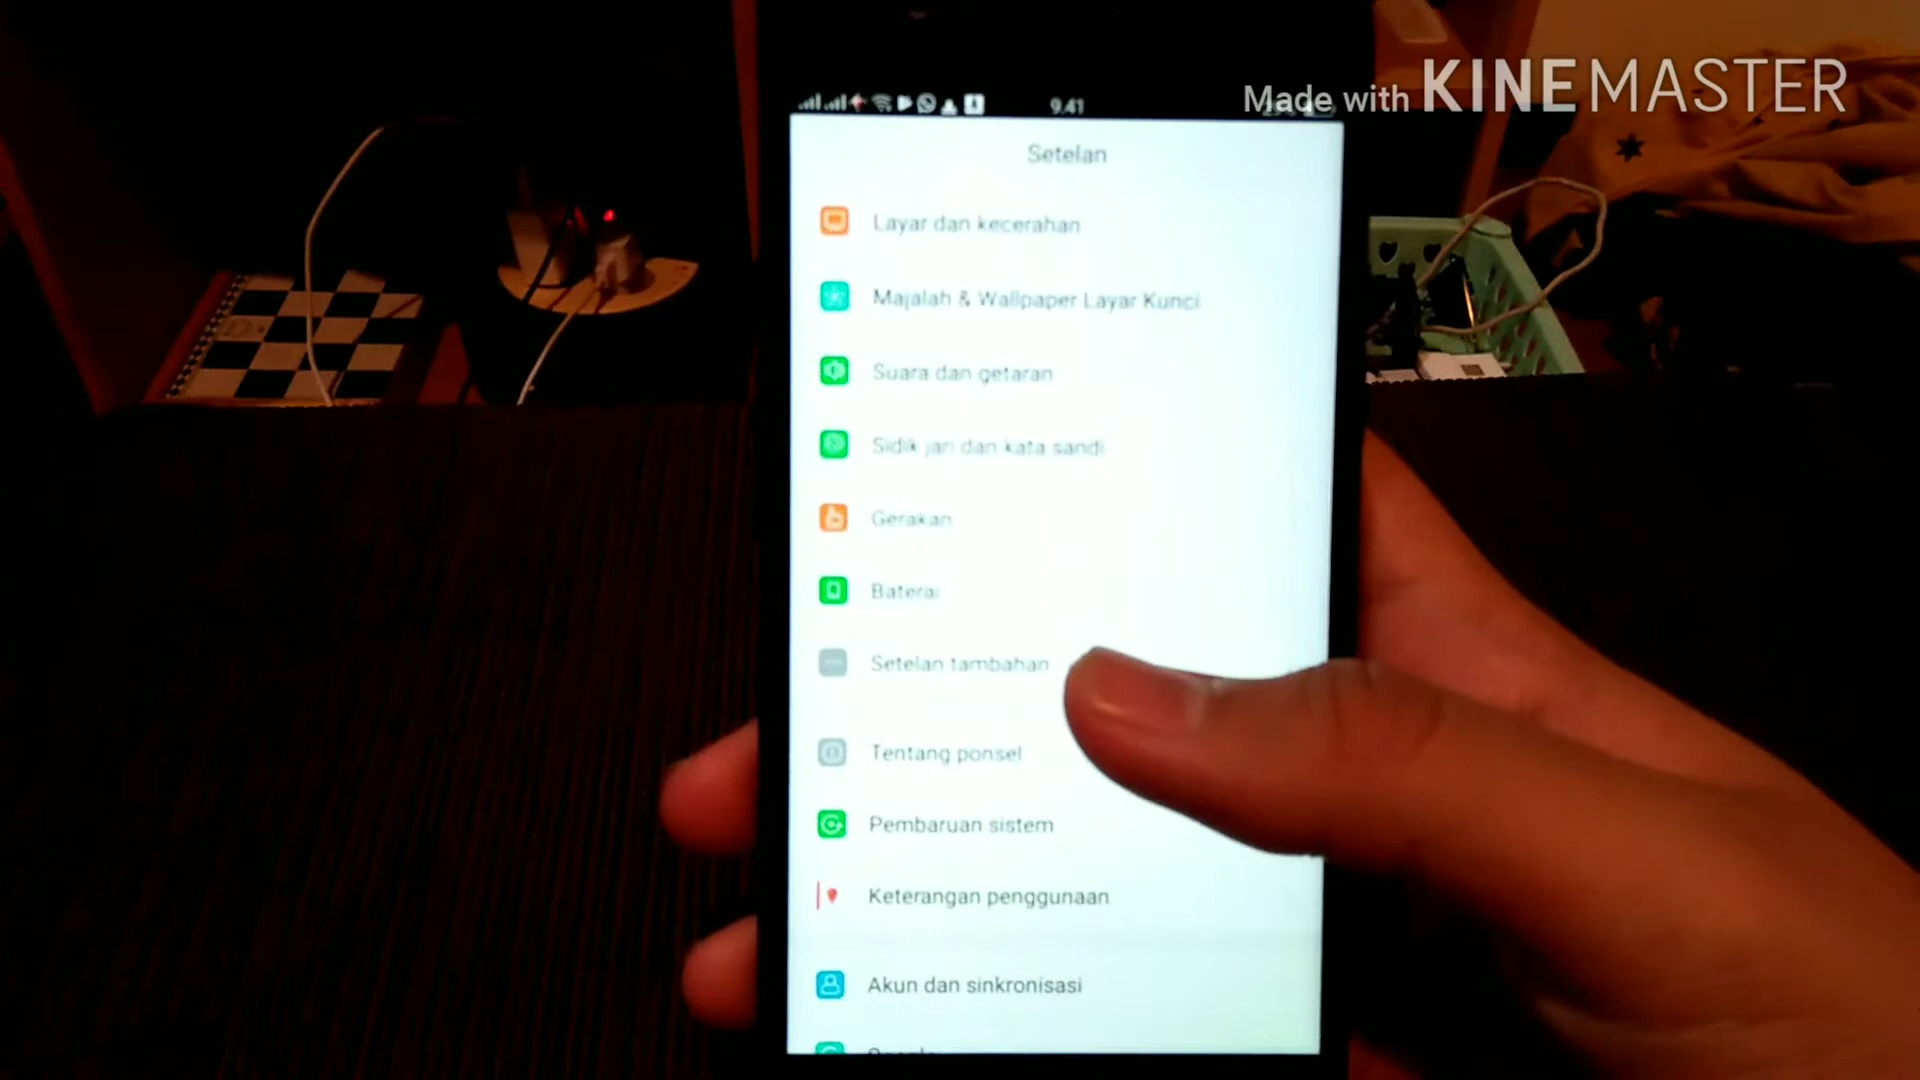 Made with KINEMASTER
9.41
Setelan
Layar dan kecerahan
Majalah & Wallpaper Layar Kunci
Suara dan getaran
Sidik jari dan kata sandi
Gerakan
Baterai
Setelan tambahan
Tentang ponsel
Pembaruan sistem
Keterangan penggunaan
Akun dan sinkronisasi